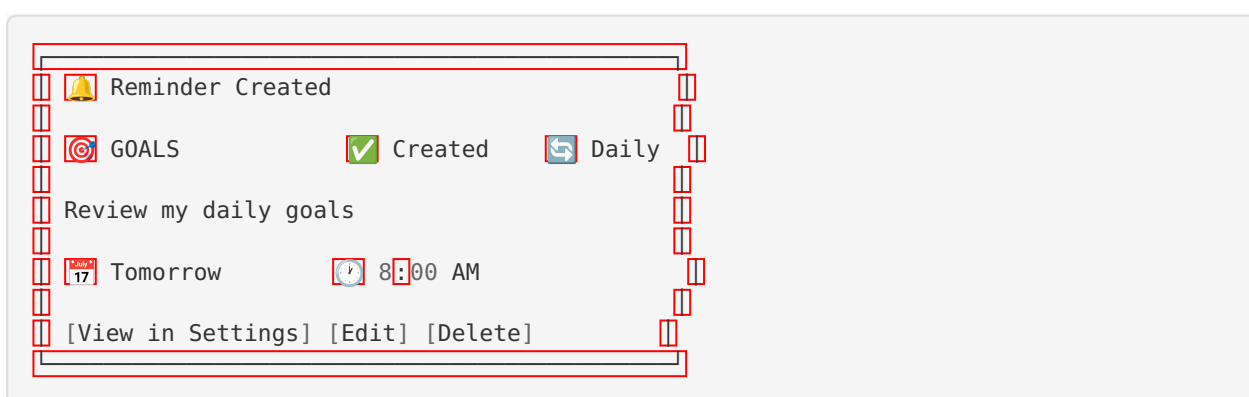 ┌─────────────────────────────────────────────┐
│ 🔔 Reminder Created │
│ │
│ 🎯 GOALS ✅ Created 🔄 Daily │
│ │
│ Review my daily goals │
│ │
│ 📅 Tomorrow 🕐 8:00 AM │
│ │
│ [View in Settings] [Edit] [Delete] │
└─────────────────────────────────────────────┘